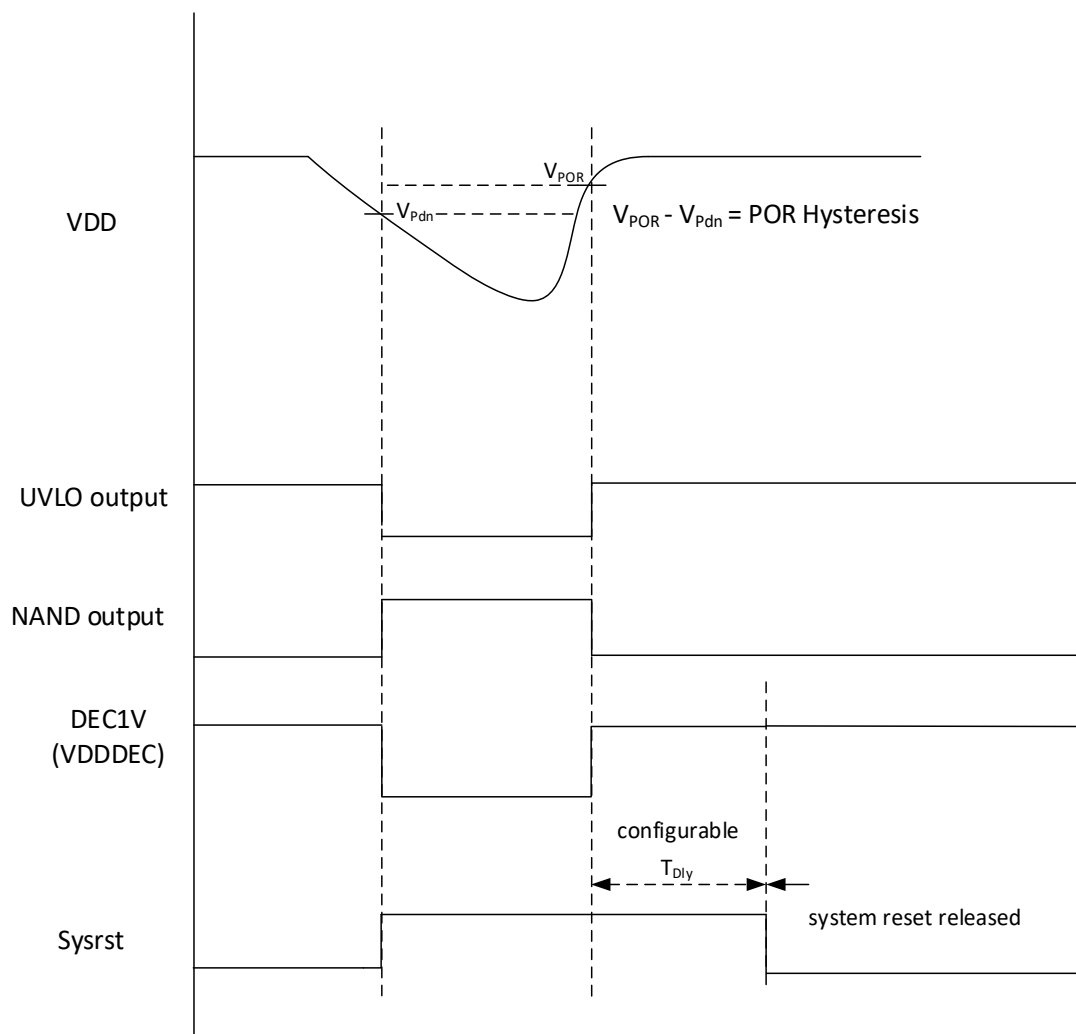 V_POR
V_Pdn
VDD
V_POR - V_Pdn = POR Hysteresis
UVLO output
NAND output
DEC1V
(VDDDEC)
configurable
T_Dly
system reset released
Sysrst